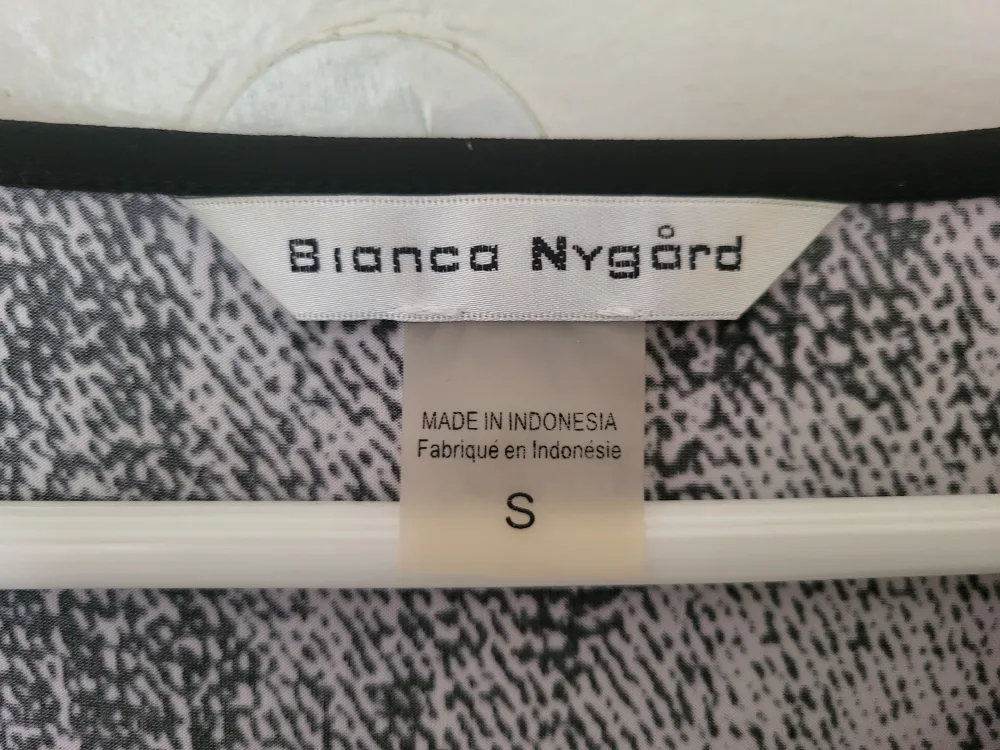 Bianca Nygård
MADE IN INDONESIA
Fabriqué en Indonésie
S